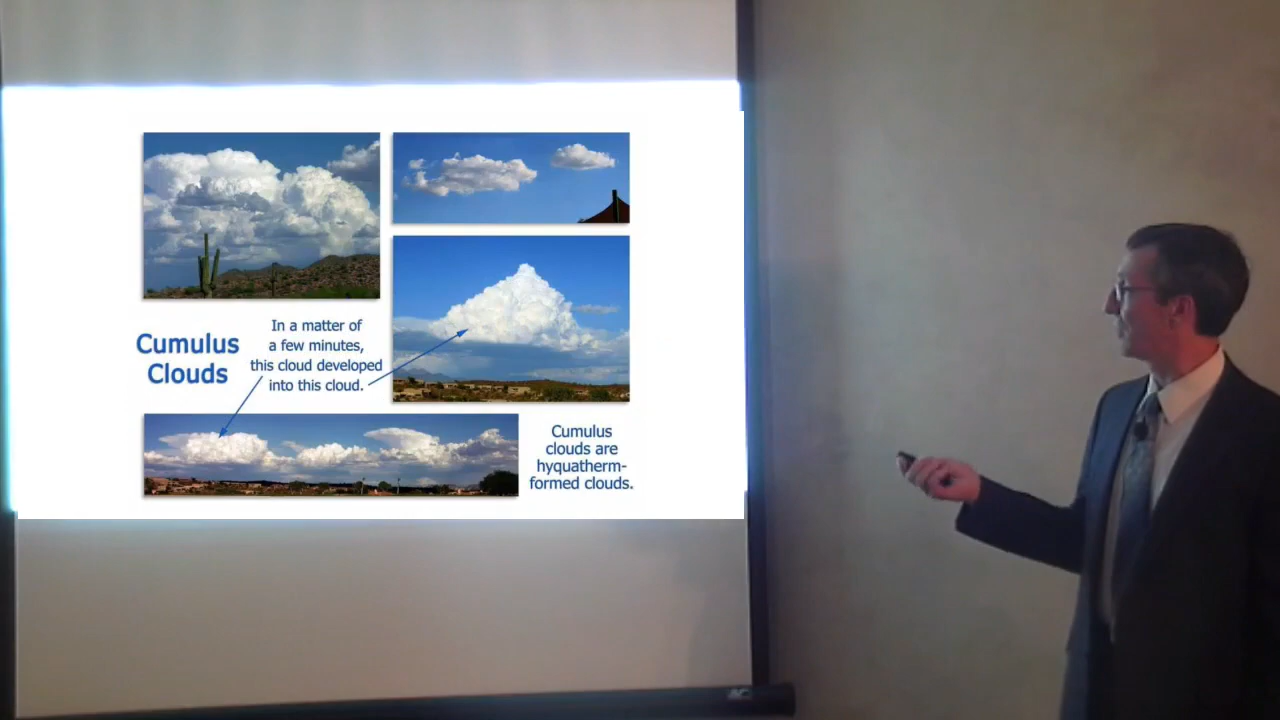 Cumulus
Clouds
In a matter of
a few minutes,
this cloud developed
into this cloud.
Cumulus
clouds are
hyquatherm-
formed clouds.